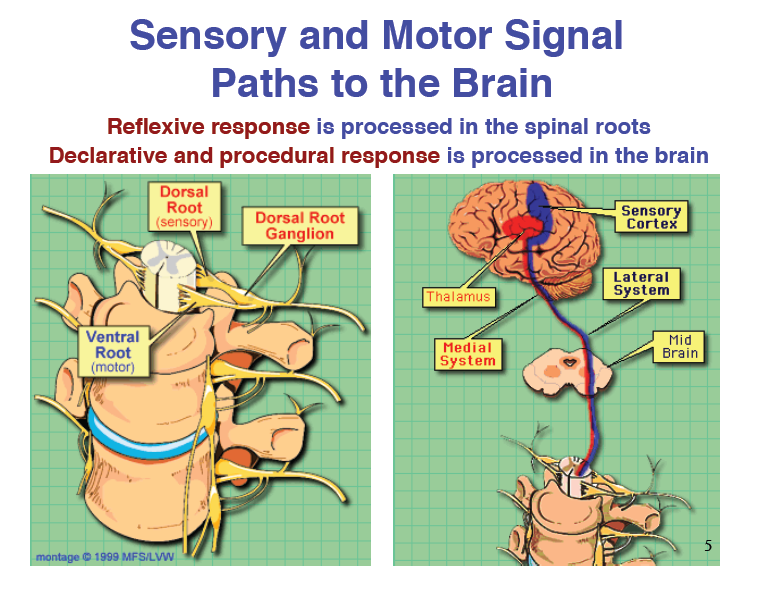 Sensory and Motor Signal
Paths to the Brain
Reflexive response is processed in the spinal roots
Declarative and procedural response is processed in the brain
Dorsal
Root
(sensory)
Dorsal Root
Ganglion
Ventral
Root
(motor)
montage © 1999 MFS/LVW
Sensory
Cortex
Lateral
System
Thalamus
Medial
System
Mid
Brain
5